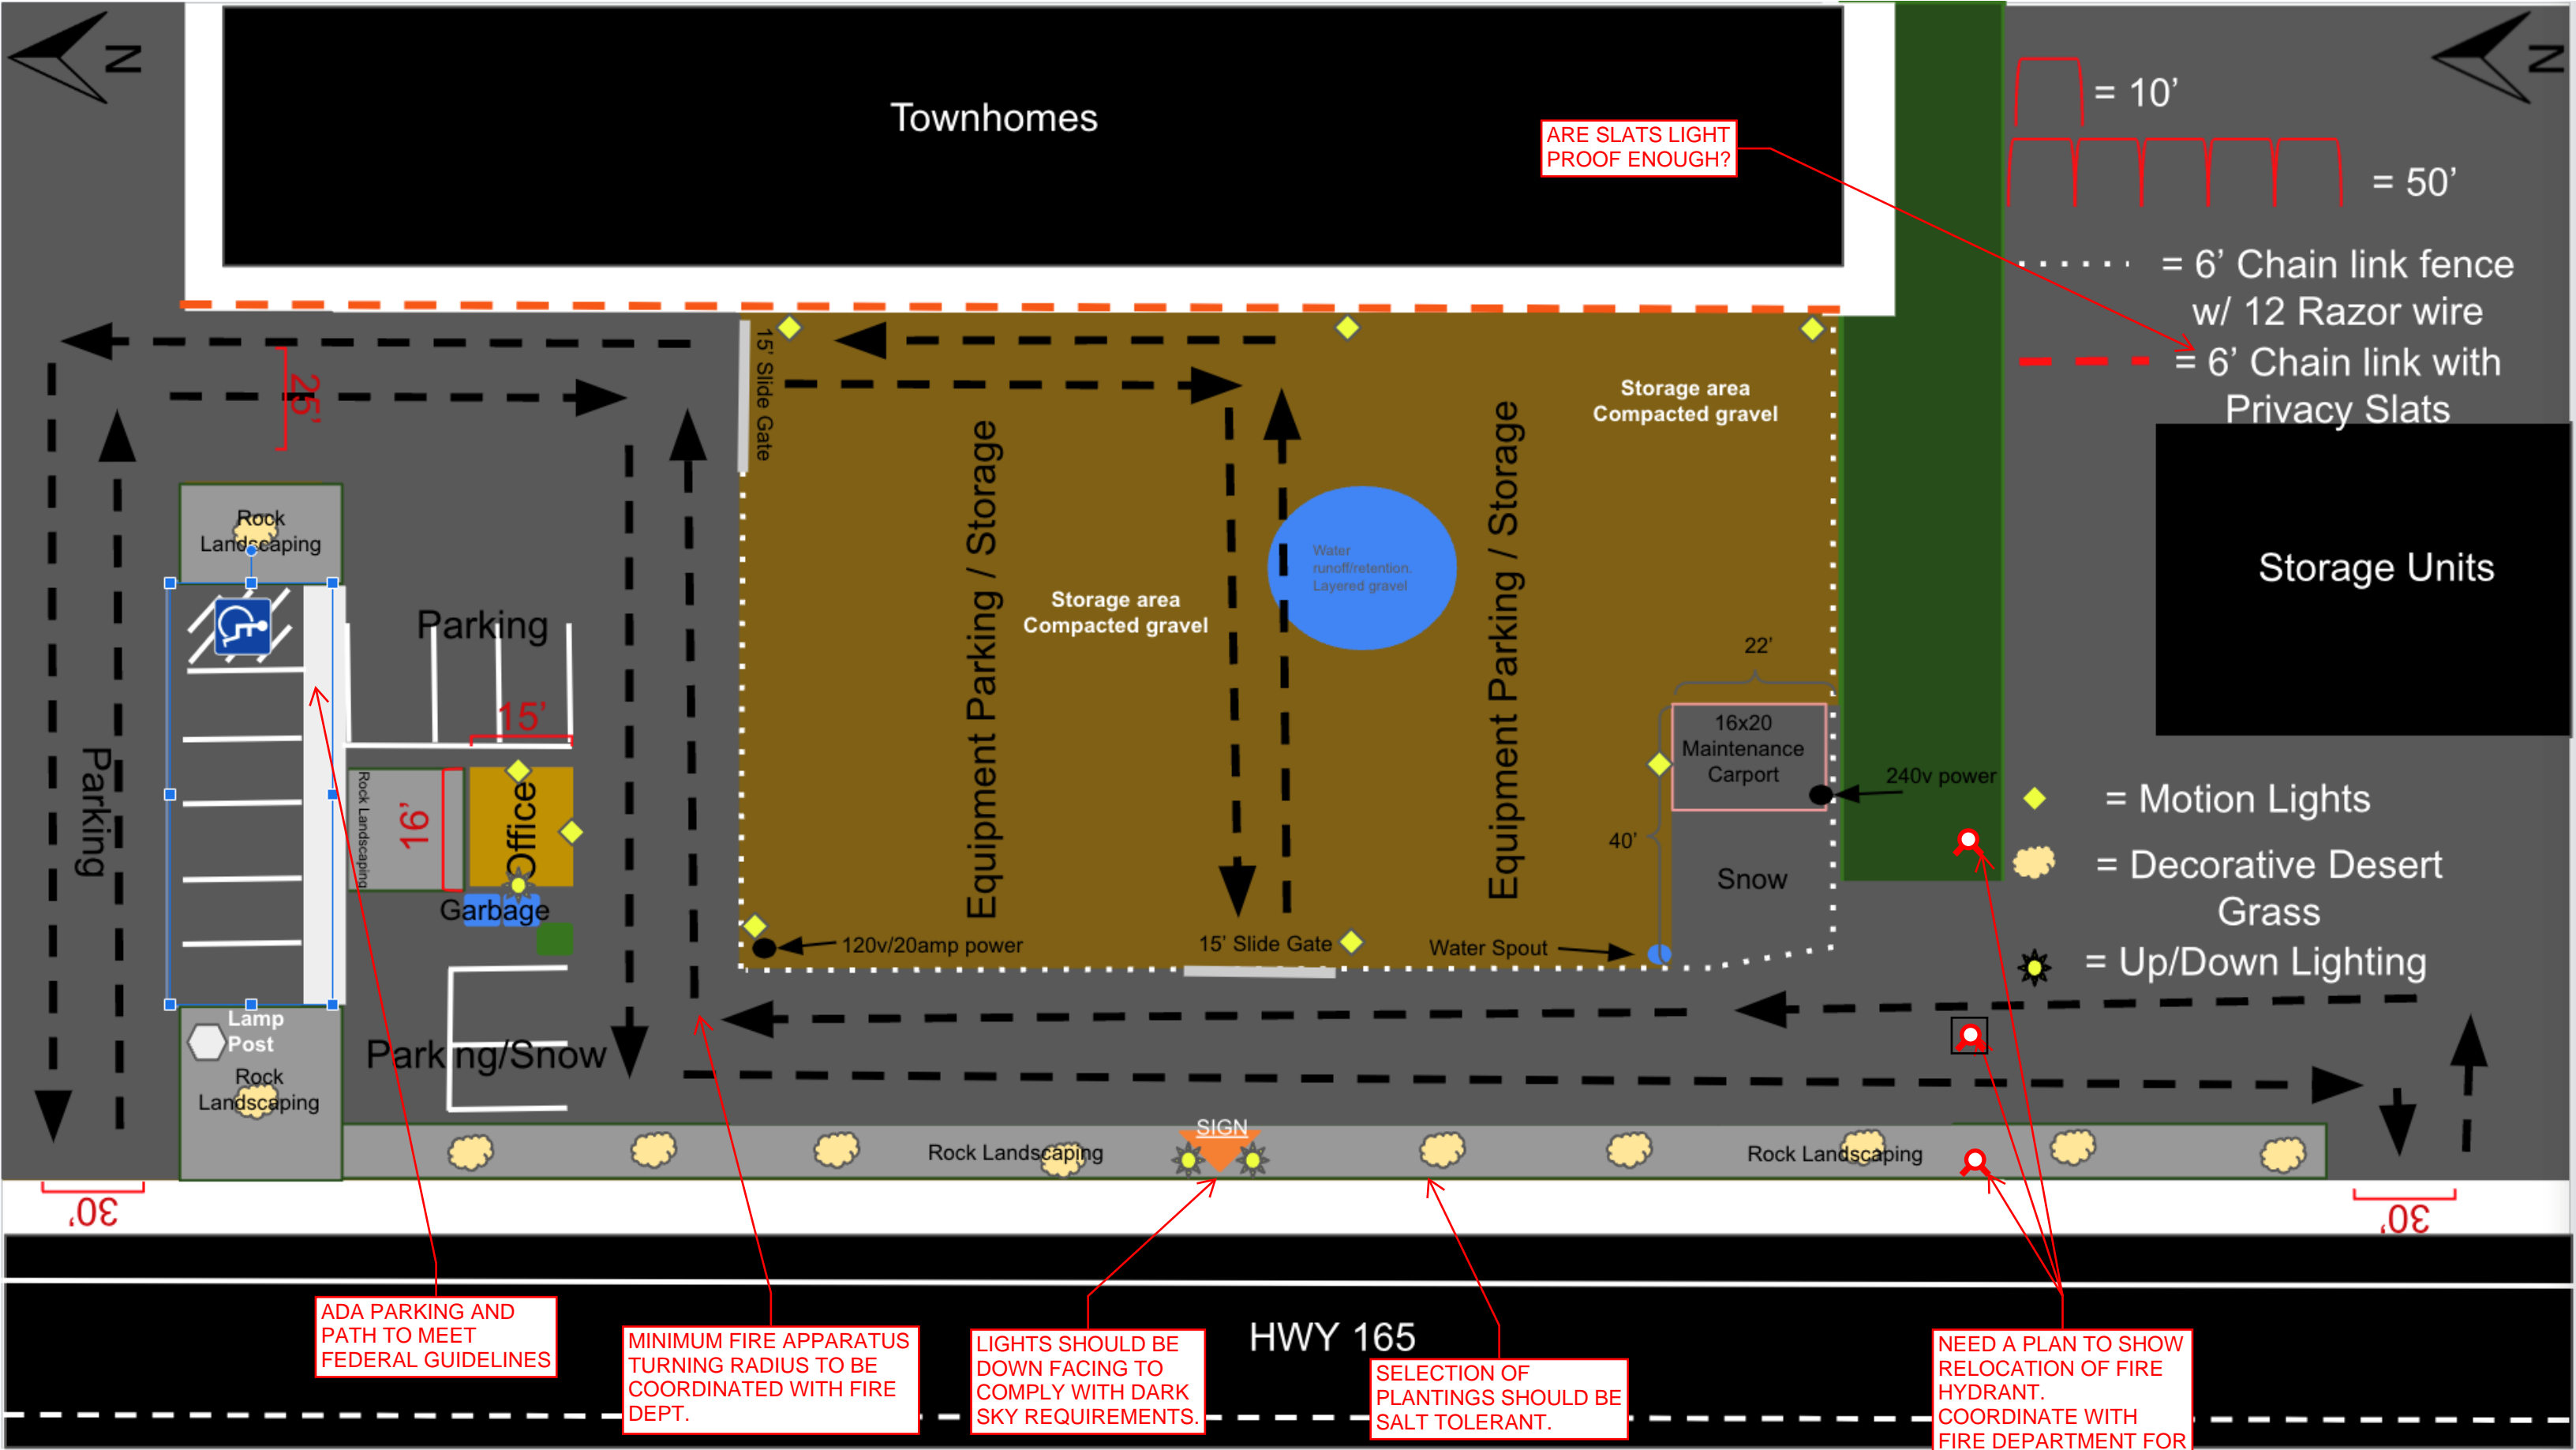 N
N
Townhomes
ARE SLATS LIGHT
PROOF ENOUGH?
= 10’
= 50’
= 6’ Chain link fence
w/ 12 Razor wire
= 6’ Chain link with
Privacy Slats
Storage Units
= Motion Lights
= Decorative Desert
Grass
= Up/Down Lighting
25’
15’ Slide Gate
Storage area
Compacted gravel
Equipment Parking / Storage
Equipment Parking / Storage
Water
runoff/retention.
Layered gravel
Storage area
Compacted gravel
Rock
Landscaping
Parking
Parking
15’
16’
Rock Landscaping
Office
Garbage
22’
16x20
Maintenance
Carport
240v power
40’
Snow
120v/20amp power
15’ Slide Gate
Water Spout
Lamp
Post
Rock
Landscaping
Parking/Snow
SIGN
Rock Landscaping
Rock Landscaping
30’
30’
HWY 165
ADA PARKING AND
PATH TO MEET
FEDERAL GUIDELINES
MINIMUM FIRE APPARATUS
TURNING RADIUS TO BE
COORDINATED WITH FIRE
DEPT.
LIGHTS SHOULD BE
DOWN FACING TO
COMPLY WITH DARK
SKY REQUIREMENTS.
SELECTION OF
PLANTINGS SHOULD BE
SALT TOLERANT.
NEED A PLAN TO SHOW
RELOCATION OF FIRE
HYDRANT.
COORDINATE WITH
FIRE DEPARTMENT FOR